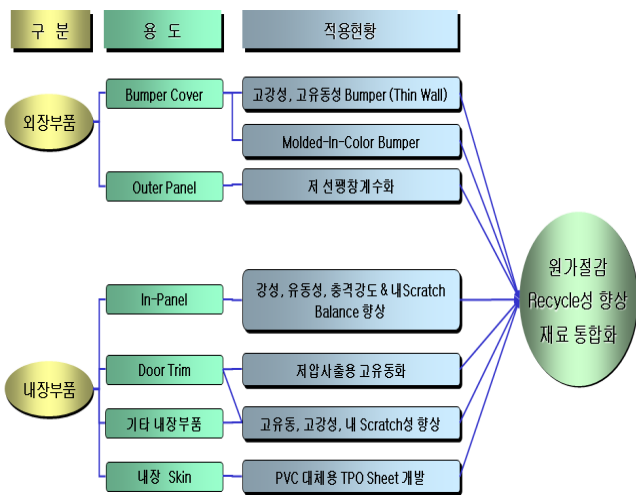 구 분
용 도
적용현황
외장부품
Bumper Cover
고강성, 고유동성 Bumper (Thin Wall)
Molded-In-Color Bumper
Outer Panel
저 선팽창계수화
내장부품
In-Panel
강성, 유동성, 충격강도 & 내Scratch
Balance 향상
Door Trim
저압사출용 고유동화
기타 내장부품
고유동, 고강성, 내 Scratch성 향상
내장 Skin
PVC 대체용 TPO Sheet 개발
원가절감
Recycle성 향상
재료 통합화